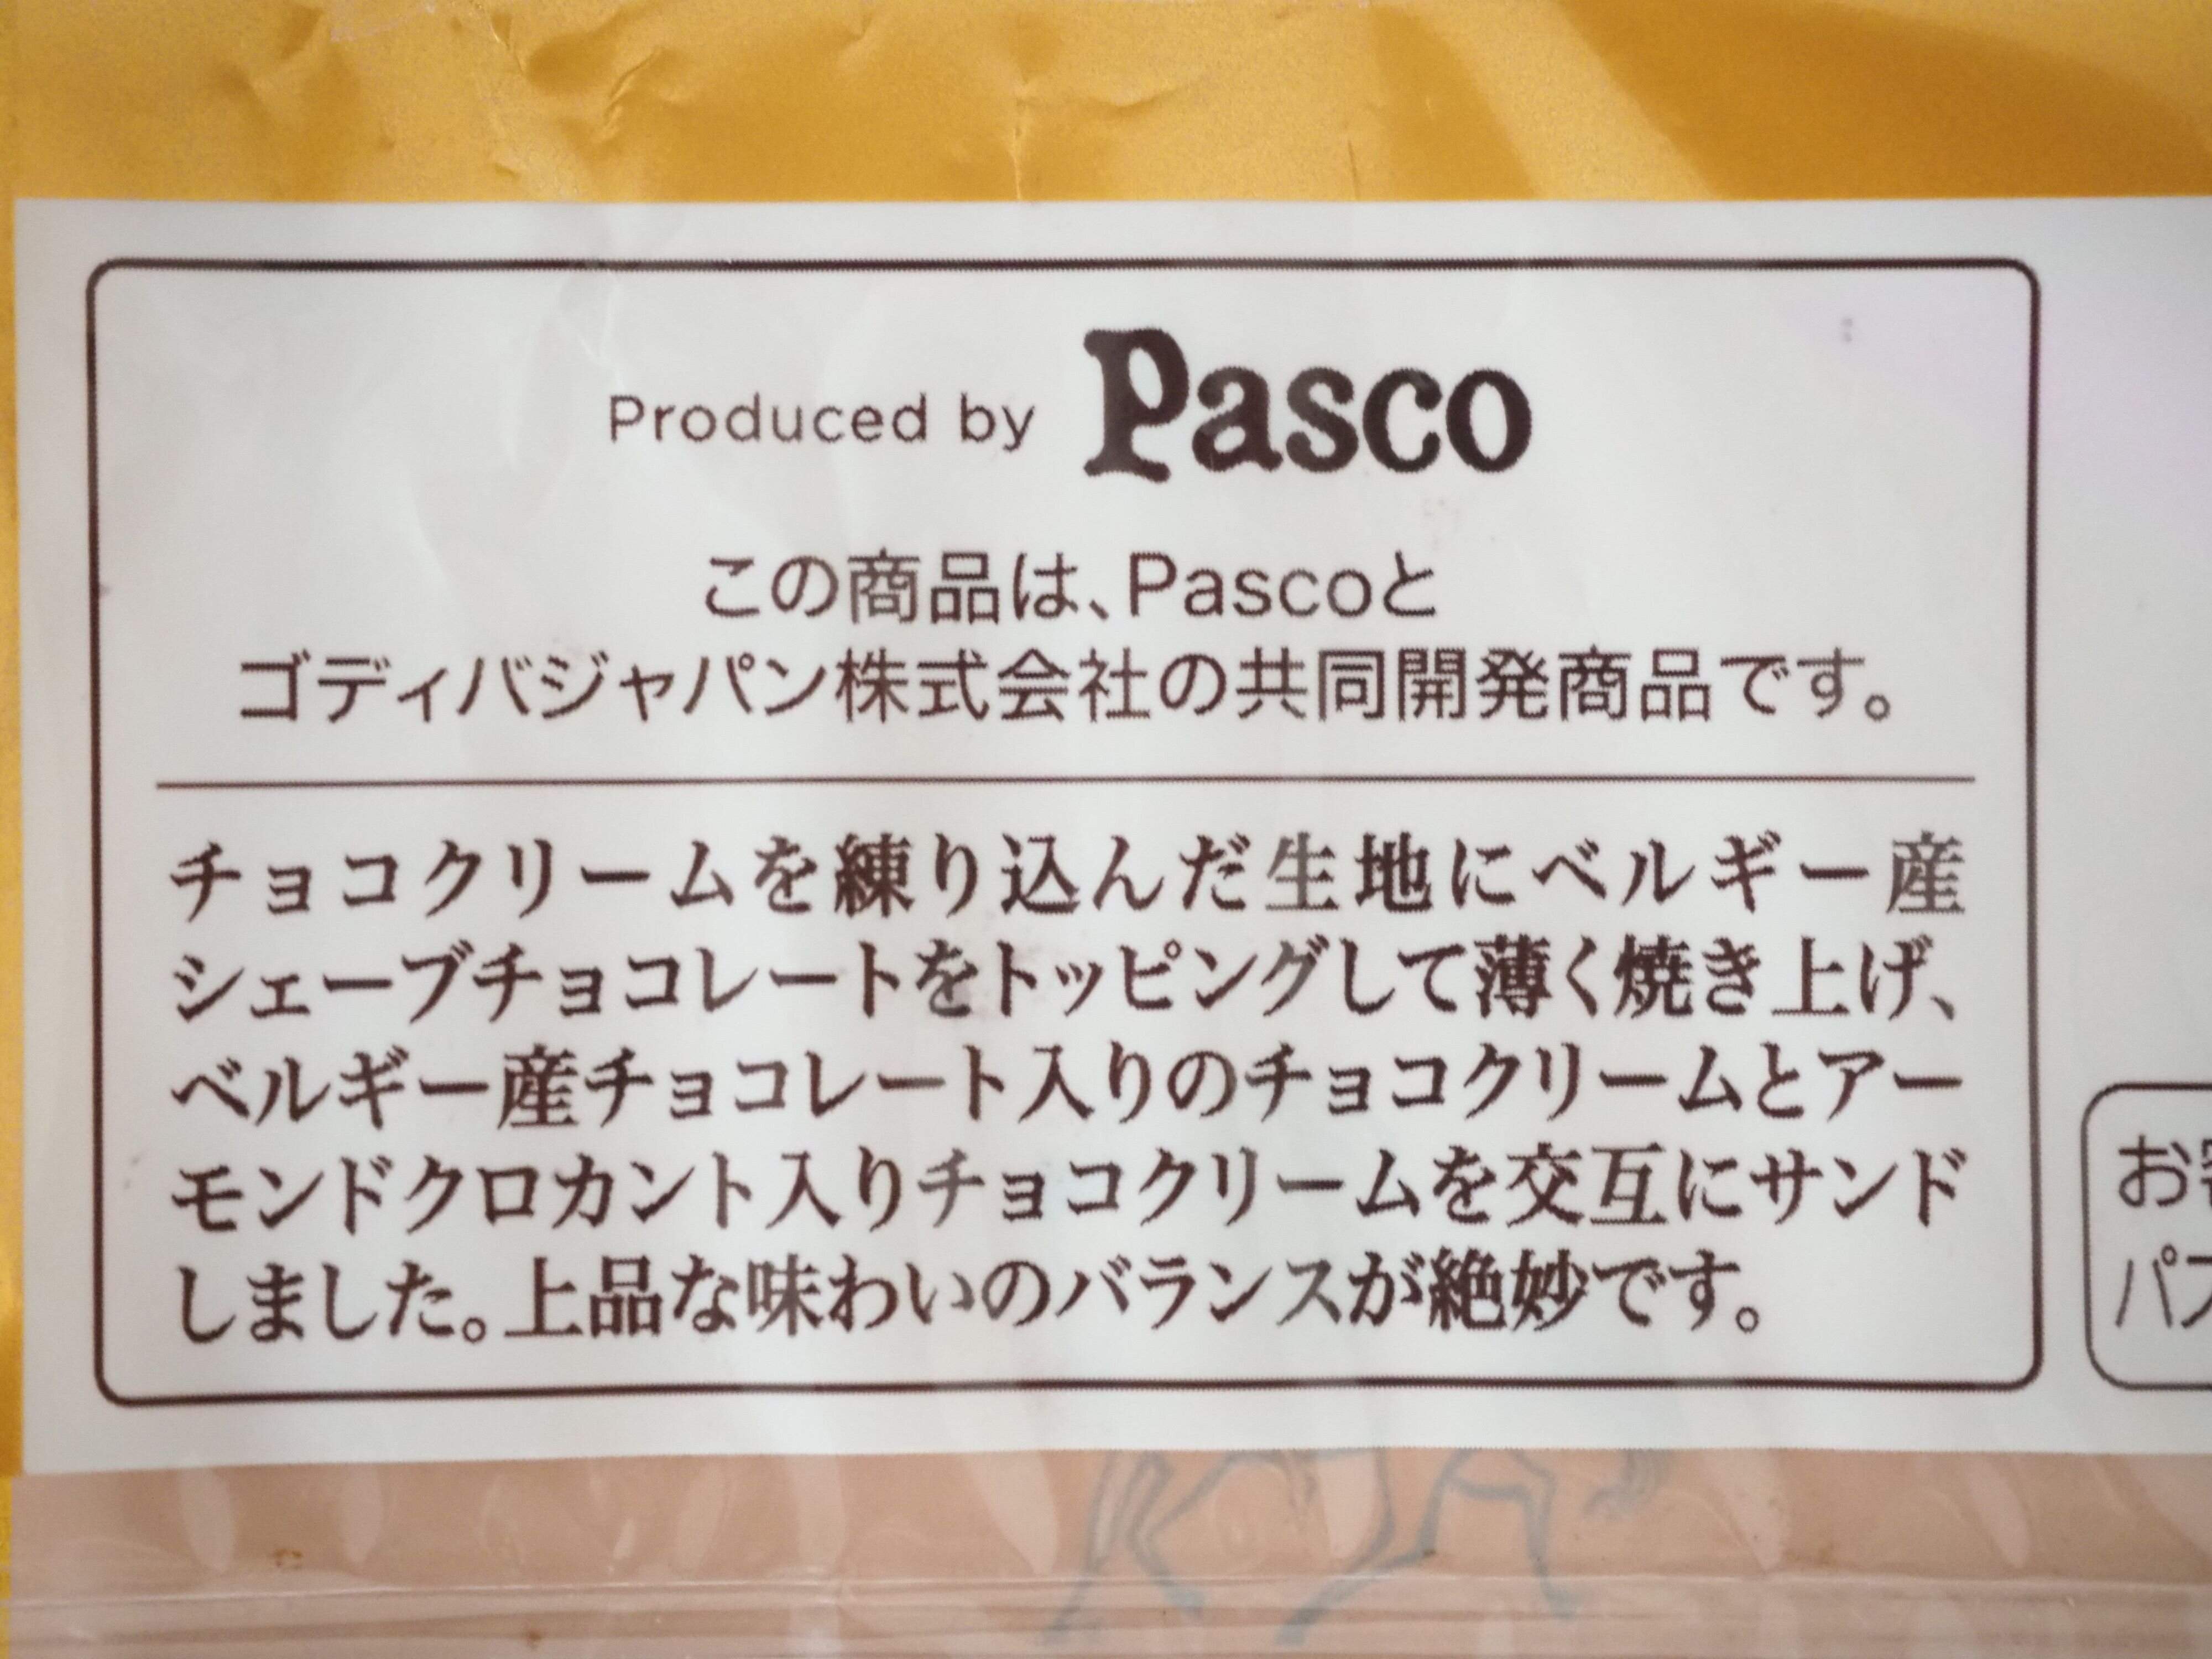 Produced by Pasco
この商品は、Pascoと
ゴディバジャパン株式会社の共同開発商品です。
チョコクリームを練り込んだ生地にベルギー産
シェーブチョコレートをトッピングして薄く焼き上げ、
ベルギー産チョコレート入りのチョコクリームとアー
モンドクロカント入りチョコクリームを交互にサンド
しました。上品な味わいのバランスが絶妙です。
お
パ